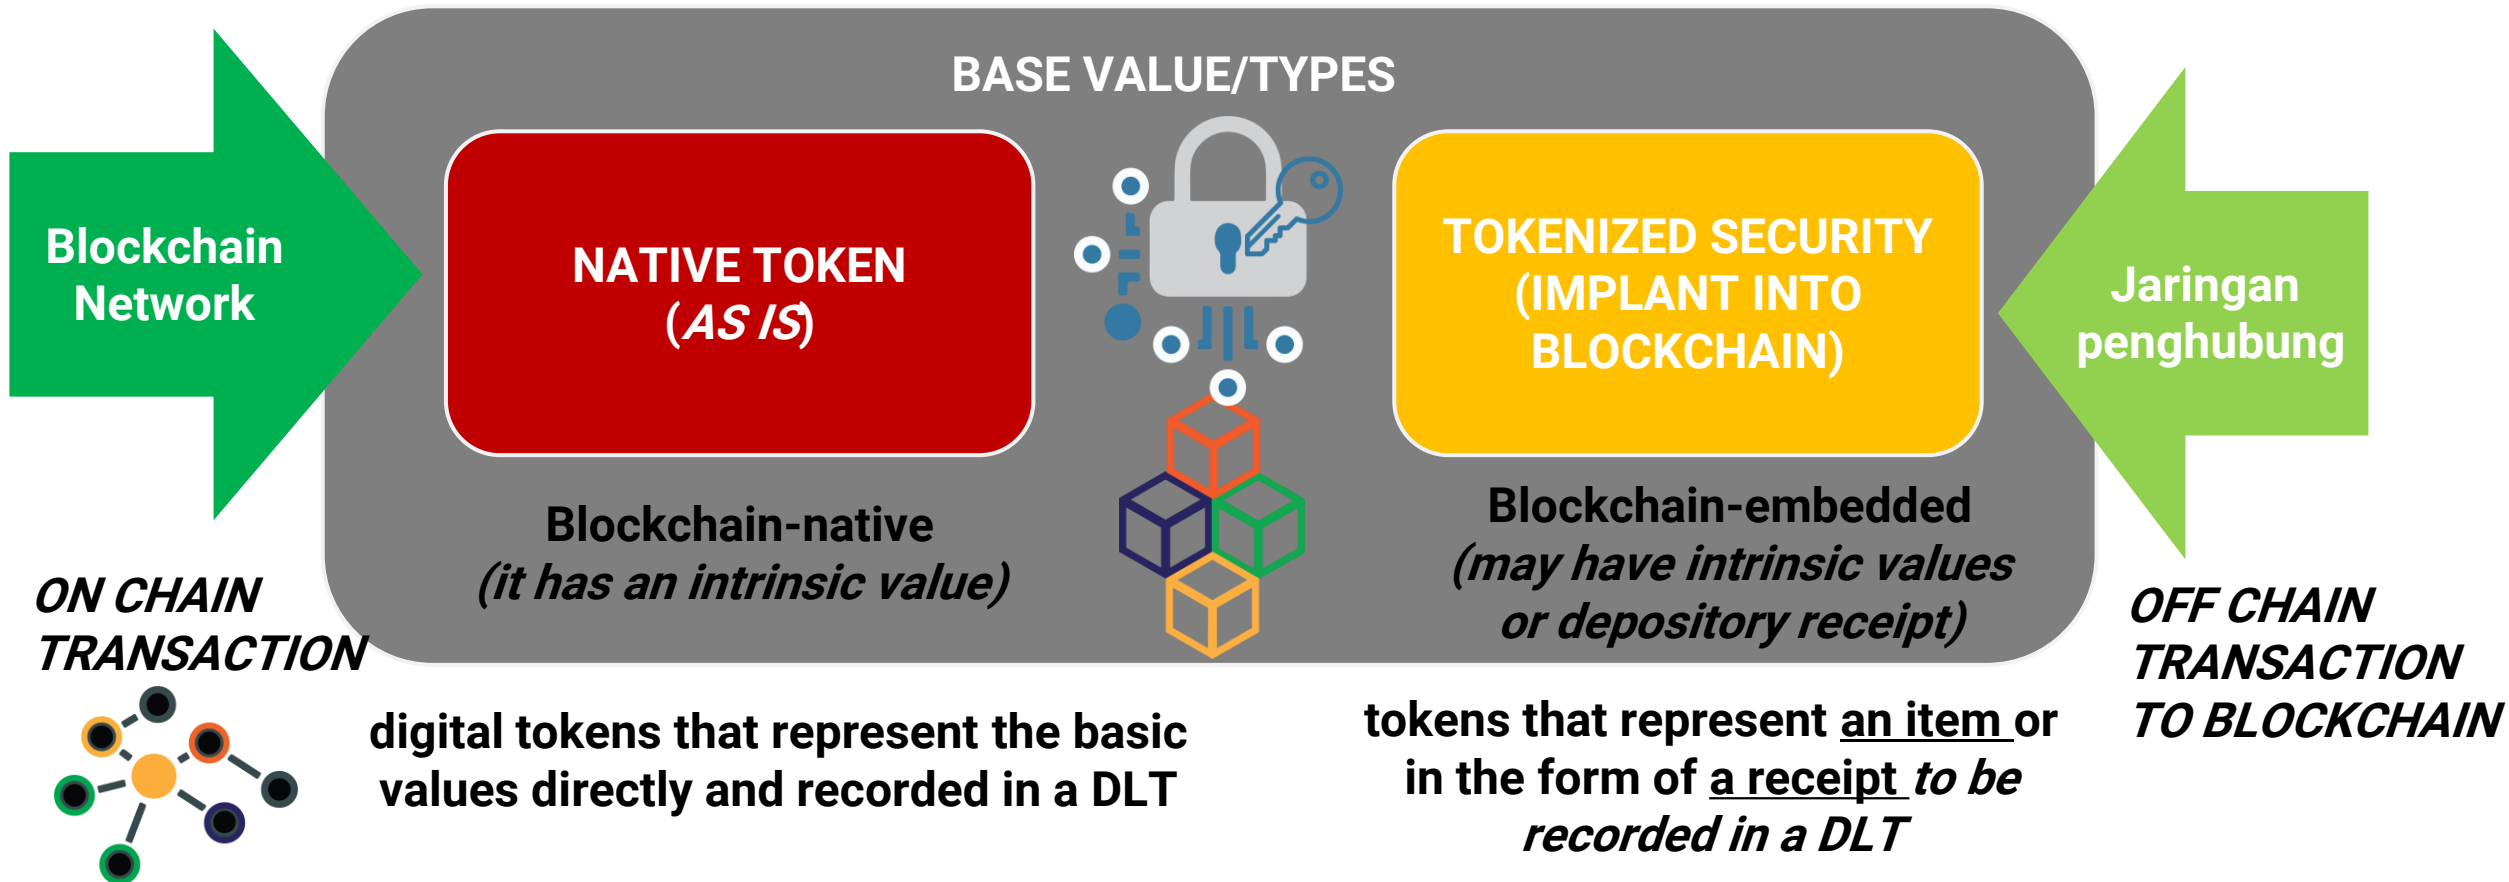 BASE VALUE/TYPES
Blockchain
Network
NATIVE TOKEN
(AS IS)
TOKENIZED SECURITY
(IMPLANT INTO
BLOCKCHAIN)
Jaringan
penghubung
Blockchain-native
(it has an intrinsic value)
Blockchain-embedded
(may have intrinsic values
or depository receipt)
ON CHAIN
TRANSACTION
OFF CHAIN
TRANSACTION
TO BLOCKCHAIN
digital tokens that represent the basic
values directly and recorded in a DLT
tokens that represent an item or
in the form of a receipt to be
recorded in a DLT